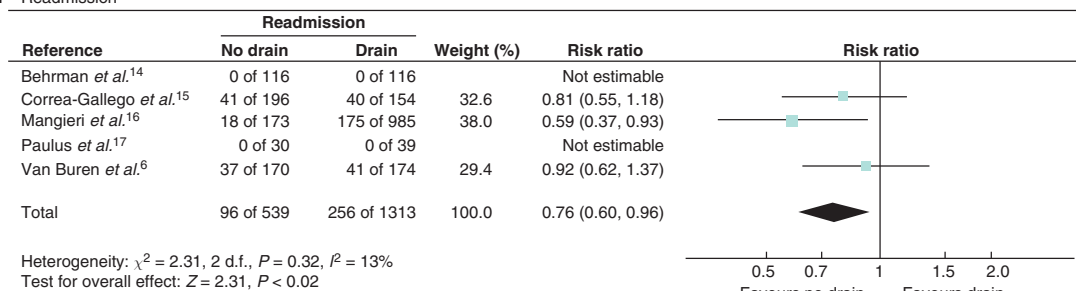 Readmission
Readmission
Reference No drain Drain Weight (%) Risk ratio Risk ratio
Behrman et al.14 0 of 116 0 of 116 Not estimable
Correa-Gallego et al.15 41 of 196 40 of 154 32.6 0.81 (0.55, 1.18)
Mangieri et al.16 18 of 173 175 of 985 38.0 0.59 (0.37, 0.93)
Paulus et al.17 0 of 30 0 of 39 Not estimable
Van Buren et al.6 37 of 170 41 of 174 29.4 0.92 (0.62, 1.37)
Total 96 of 539 256 of 1313 100.0 0.76 (0.60, 0.96)
Heterogeneity: χ2 = 2.31, 2 d.f., P = 0.32, I2 = 13%
Test for overall effect: Z = 2.31, P < 0.02
0.5 0.7 1 1.5 2.0
Favours no drain Favours drain